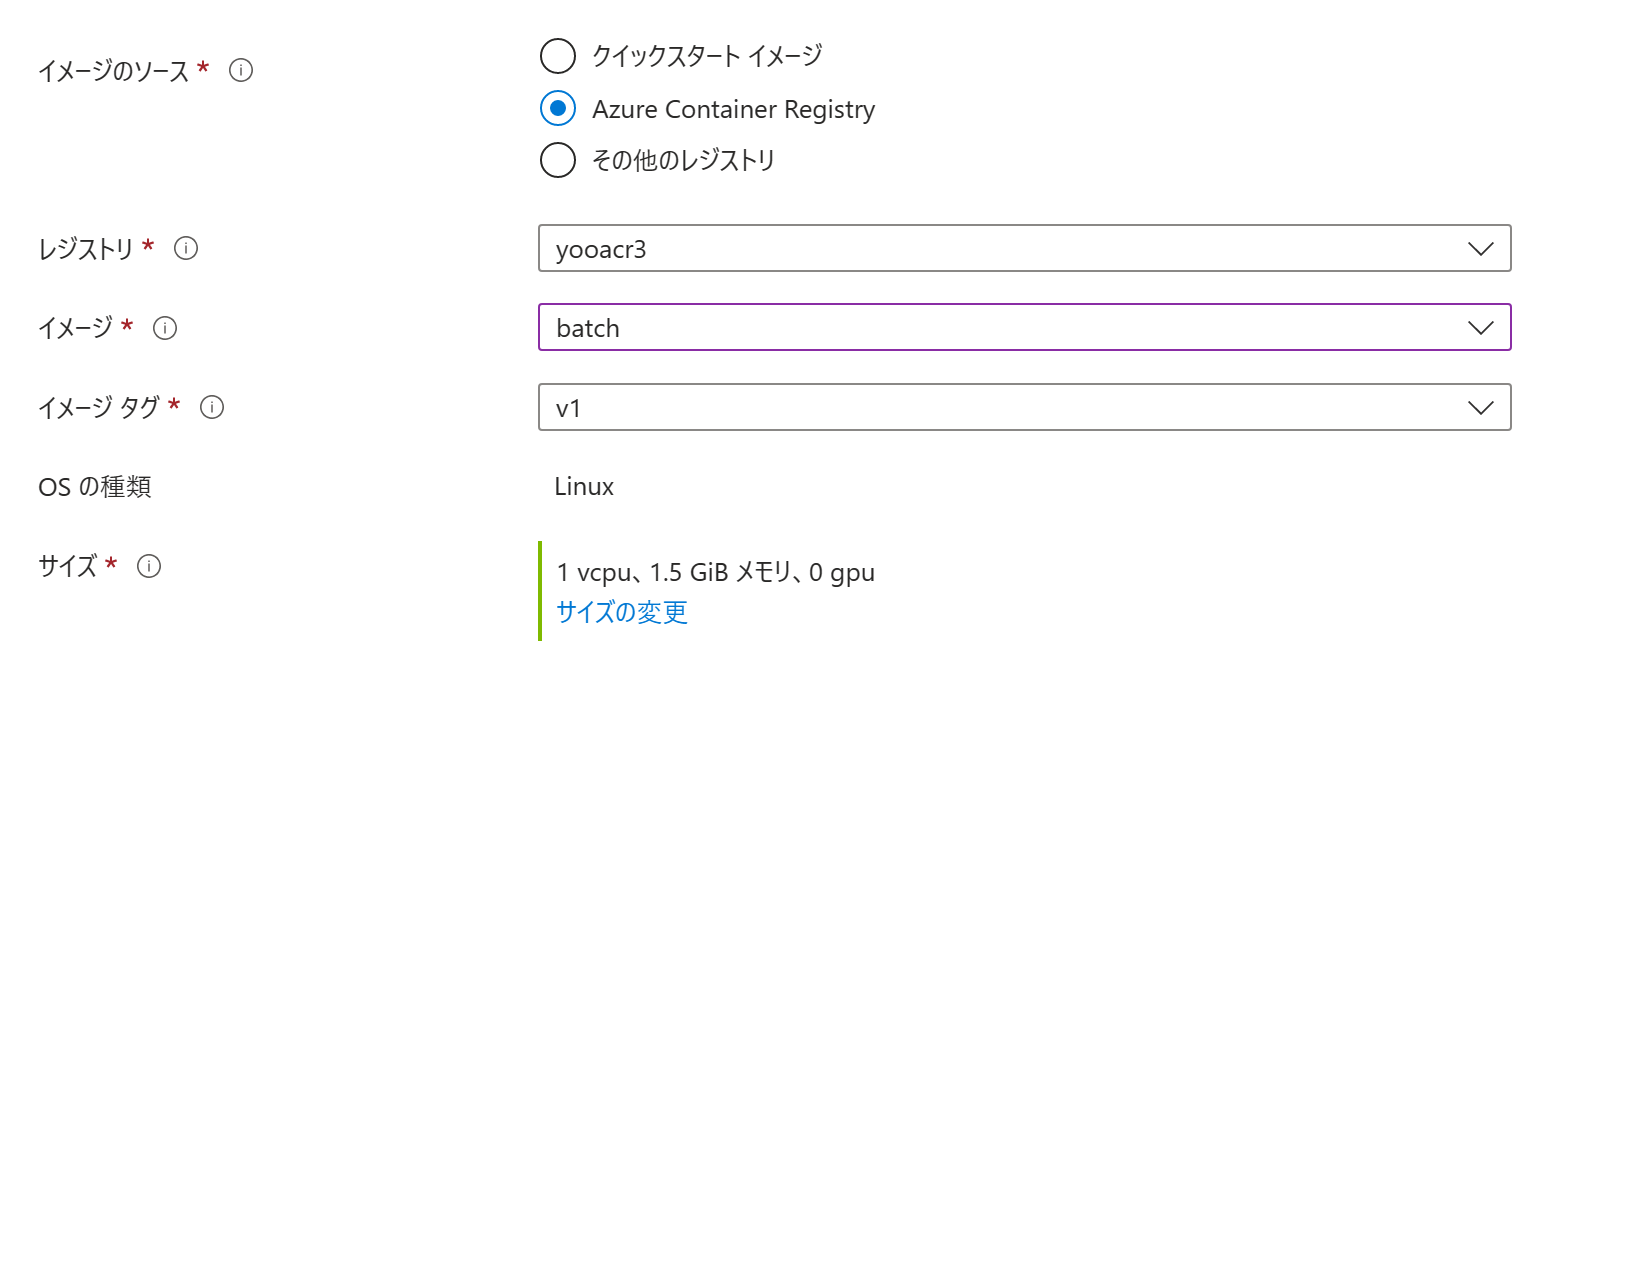 イメージのソース *
クイックスタート イメージ
Azure Container Registry
その他のレジストリ
レジストリ *
yooacr3
イメージ *
batch
イメージ タグ *
v1
OS の種類
Linux
サイズ *
1 vcpu、1.5 GiB メモリ、0 gpu
サイズの変更